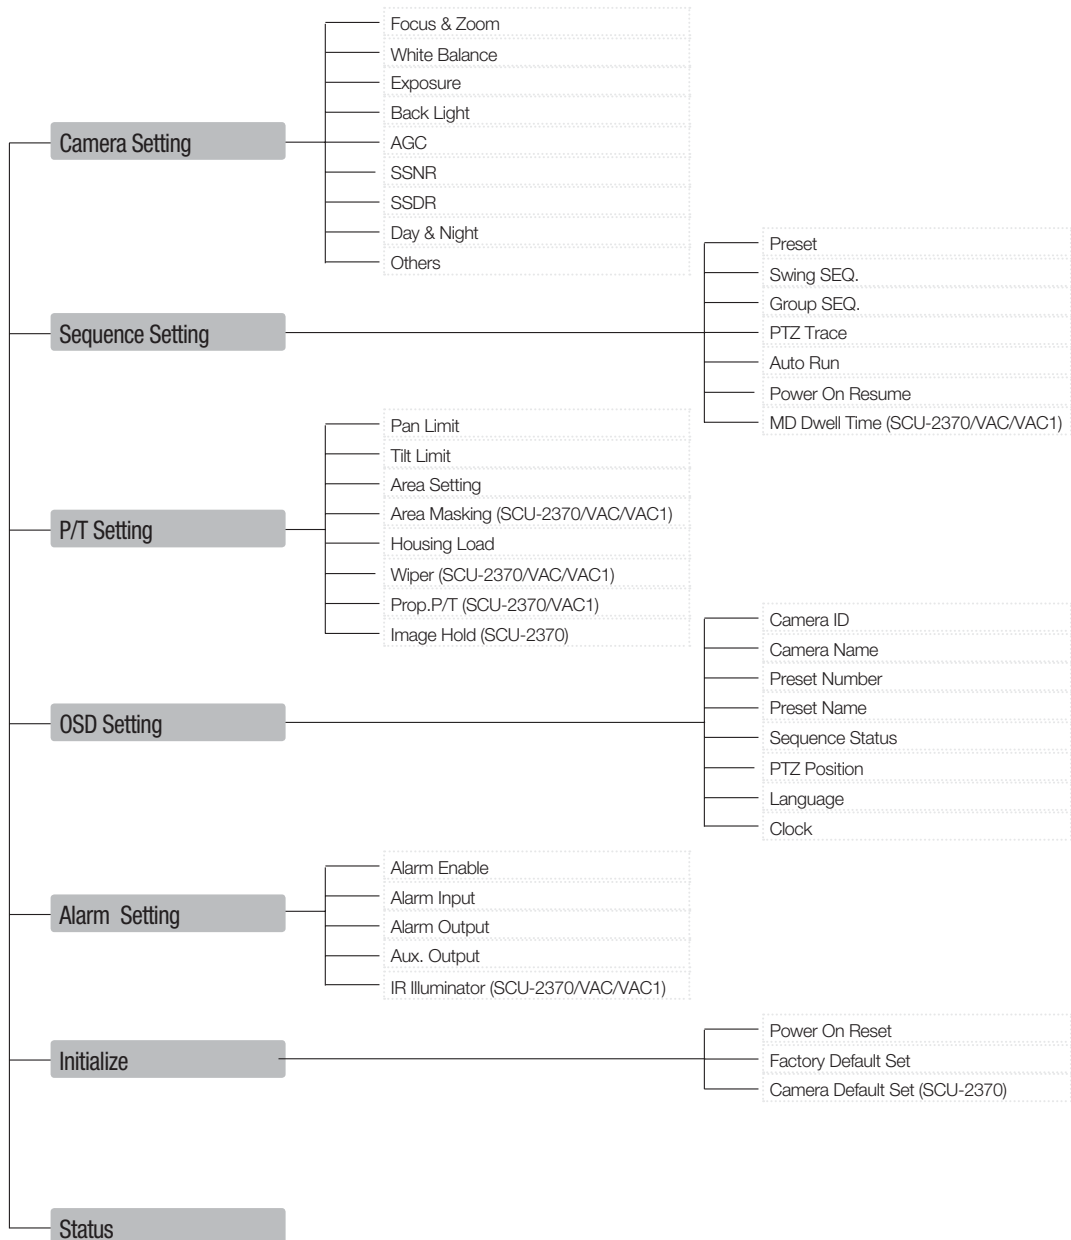 Camera Setting
Focus & Zoom
White Balance
Exposure
Back Light
AGC
SSNR
SSDR
Day & Night
Others
Sequence Setting
Preset
Swing SEQ.
Group SEQ.
PTZ Trace
Auto Run
Power On Resume
MD Dwell Time (SCU-2370/VAC/VAC1)
P/T Setting
Pan Limit
Tilt Limit
Area Setting
Area Masking (SCU-2370/VAC/VAC1)
Housing Load
Wiper (SCU-2370/VAC/VAC1)
Prop.P/T (SCU-2370/VAC1)
Image Hold (SCU-2370)
OSD Setting
Camera ID
Camera Name
Preset Number
Preset Name
Sequence Status
PTZ Position
Language
Clock
Alarm Setting
Alarm Enable
Alarm Input
Alarm Output
Aux. Output
IR Illuminator (SCU-2370/VAC/VAC1)
Initialize
Power On Reset
Factory Default Set
Camera Default Set (SCU-2370)
Status